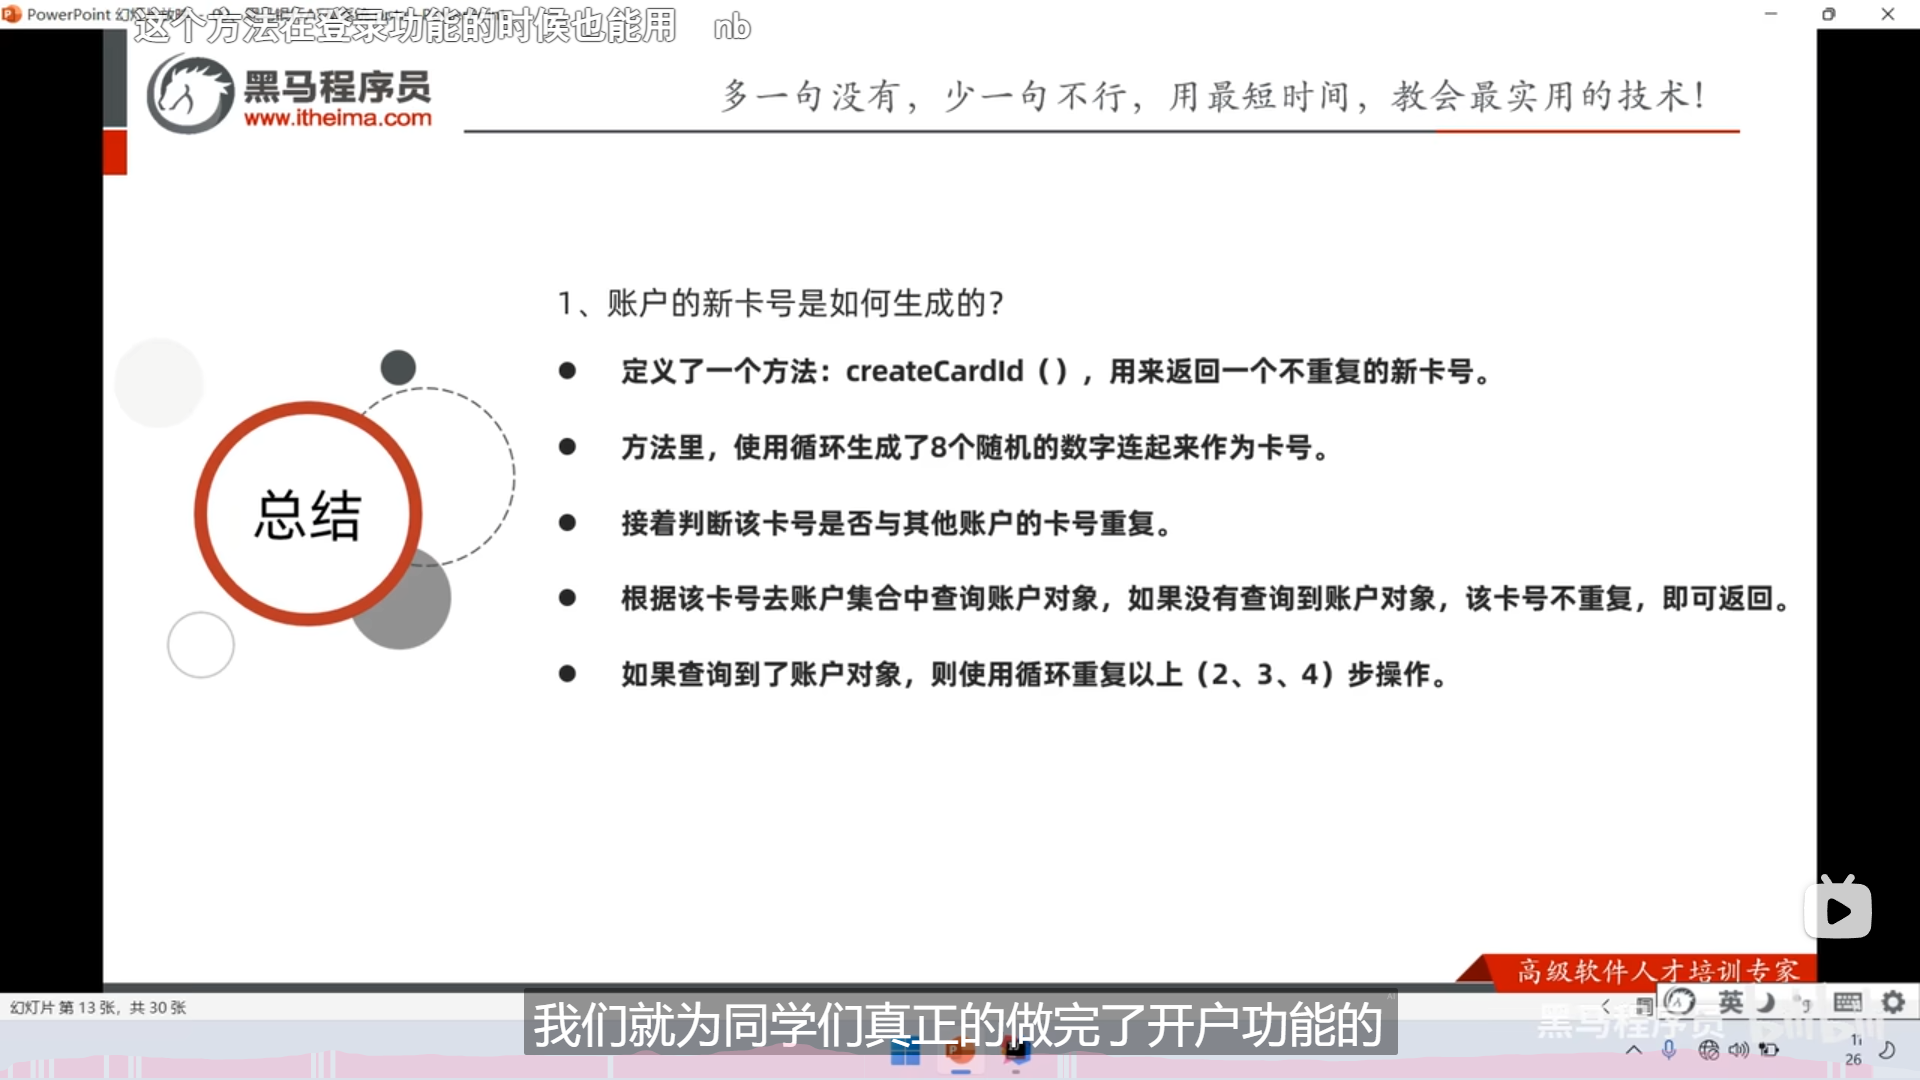 这个方法在登录功能的时候也能用 nb
PowerPoint
黑马程序员
www.itheima.com
多一句没有，少一句不行，用最短时间，教会最实用的技术！
1、账户的新卡号是如何生成的？
● 定义了一个方法：createCardId（），用来返回一个不重复的新卡号。
● 方法里，使用循环生成了8个随机的数字连起来作为卡号。
● 接着判断该卡号是否与其他账户的卡号重复。
总结
● 根据该卡号去账户集合中查询账户对象，如果没有查询到账户对象，该卡号不重复，即可返回。
● 如果查询到了账户对象，则使用循环重复以上（2、3、4）步操作。
高级软件人才培训专家
幻灯片 第 13 张，共 30 张
英
黑马程序员 bilibili
我们就为同学们真正的做完了开户功能的
26